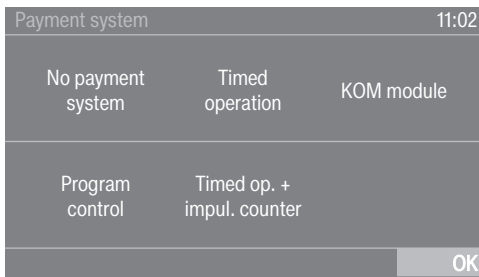 Payment system 11:02
No payment
system
Timed
operation
KOM module
Program
control
Timed op. +
impul. counter
OK